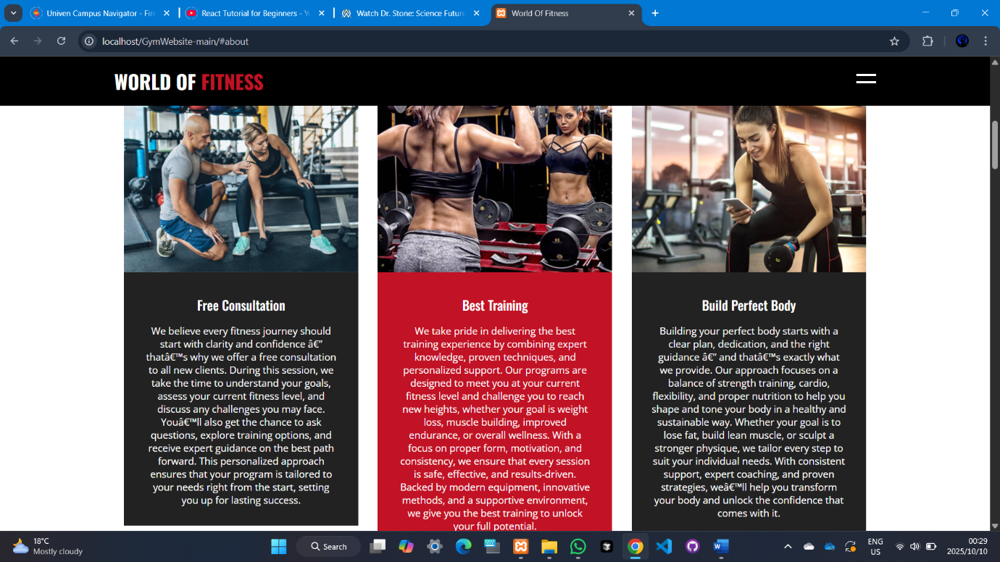 Univen Campus Navigator - Fire
React Tutorial for Beginners - Y
Watch Dr. Stone: Science Future
World Of Fitness
localhost/GymWebsite-main/#about
WORLD OF FITNESS
Free Consultation
We believe every fitness journey should
start with clarity and confidence â€”
thatâ€™s why we offer a free consultation
to all new clients. During this session, we
take the time to understand your goals,
assess your current fitness level, and
discuss any challenges you may face.
Youâ€™ll also get the chance to ask
questions, explore training options, and
receive expert guidance on the best path
forward. This personalized approach
ensures that your program is tailored to
your needs right from the start, setting
you up for lasting success.
Best Training
We take pride in delivering the best
training experience by combining expert
knowledge, proven techniques, and
personalized support. Our programs are
designed to meet you at your current
fitness level and challenge you to reach
new heights, whether your goal is weight
loss, muscle building, improved
endurance, or overall wellness. With a
focus on proper form, motivation, and
consistency, we ensure that every session
is safe, effective, and results-driven.
Backed by modern equipment, innovative
methods, and a supportive environment,
we give you the best training to unlock
your full potential.
Build Perfect Body
Building your perfect body starts with a
clear plan, dedication, and the right
guidance â€” and thatâ€™s exactly what
we provide. Our approach focuses on a
balance of strength training, cardio,
flexibility, and proper nutrition to help you
shape and tone your body in a healthy and
sustainable way. Whether your goal is to
lose fat, build lean muscle, or sculpt a
stronger physique, we tailor every step to
suit your individual needs. With consistent
support, expert coaching, and proven
strategies, weâ€™ll help you transform
your body and unlock the confidence that
comes with it.
18°C
Mostly cloudy
Search
ENG
US
00:29
2025/10/10